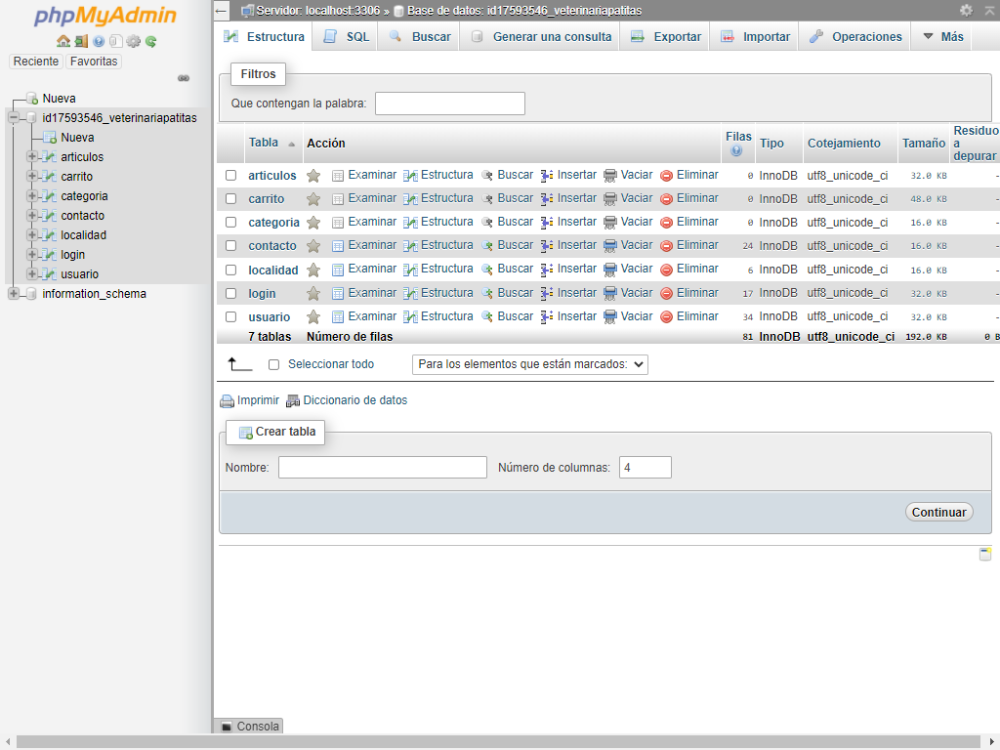 phpMyAdmin
Reciente Favoritas
Nueva
id17593546_veterinariapatitas
Nueva
articulos
carrito
categoria
contacto
localidad
login
usuario
information_schema
Servidor: localhost:3306 » Base de datos: id17593546_veterinariapatitas
Estructura SQL Buscar Generar una consulta Exportar Importar Operaciones Más
Filtros
Que contengan la palabra:
Tabla Acción Filas Tipo Cotejamiento Tamaño Residuo a depurar
articulos Examinar Estructura Buscar Insertar Vaciar Eliminar 0 InnoDB utf8_unicode_ci 32.0 KB -
carrito Examinar Estructura Buscar Insertar Vaciar Eliminar 0 InnoDB utf8_unicode_ci 48.0 KB -
categoria Examinar Estructura Buscar Insertar Vaciar Eliminar 0 InnoDB utf8_unicode_ci 16.0 KB -
contacto Examinar Estructura Buscar Insertar Vaciar Eliminar 24 InnoDB utf8_unicode_ci 16.0 KB -
localidad Examinar Estructura Buscar Insertar Vaciar Eliminar 6 InnoDB utf8_unicode_ci 16.0 KB -
login Examinar Estructura Buscar Insertar Vaciar Eliminar 17 InnoDB utf8_unicode_ci 32.0 KB -
usuario Examinar Estructura Buscar Insertar Vaciar Eliminar 34 InnoDB utf8_unicode_ci 32.0 KB -
7 tablas Número de filas 81 InnoDB utf8_unicode_ci 192.0 KB 0 B
Seleccionar todo Para los elementos que están marcados:
Imprimir Diccionario de datos
Crear tabla
Nombre: Número de columnas: 4
Continuar
Consola